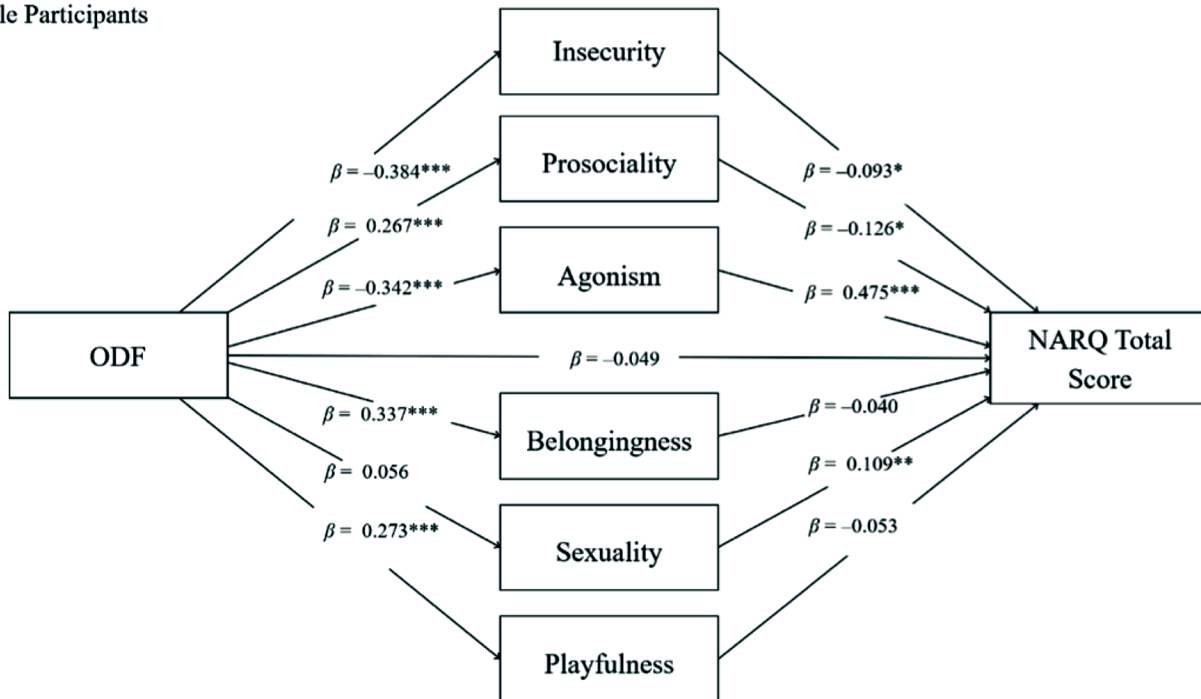 le Participants
Insecurity
β = –0.384***
β = –0.093*
Prosociality
β = 0.267***
β = –0.126*
Agonism
β = –0.342***
β = 0.475***
ODF
β = –0.049
NARQ Total
Score
β = 0.337***
β = –0.040
Belongingness
β = 0.056
β = 0.109**
β = 0.273***
β = –0.053
Sexuality
Playfulness